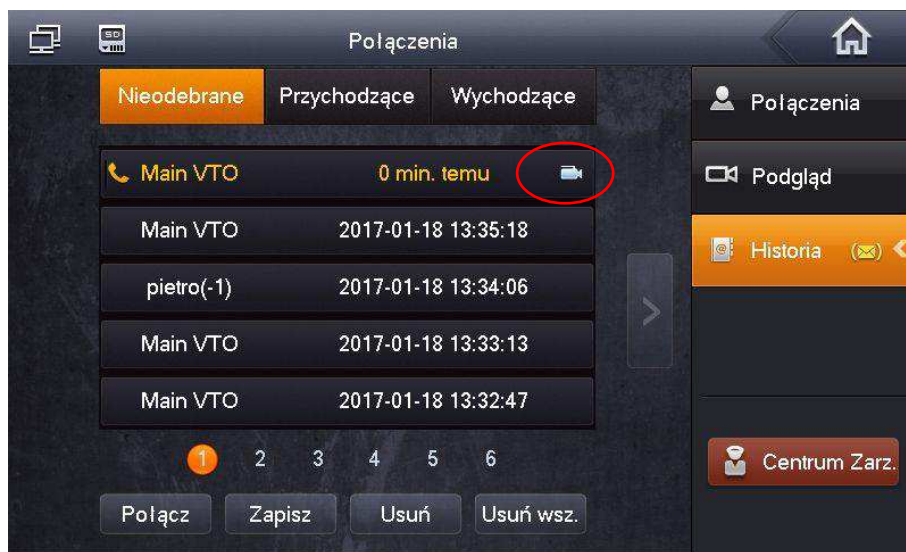 SD
Połączenia
Nieodebrane Przychodzące Wychodzące
Main VTO 0 min. temu
Main VTO 2017-01-18 13:35:18
pietro(-1) 2017-01-18 13:34:06
Main VTO 2017-01-18 13:33:13
Main VTO 2017-01-18 13:32:47
1 2 3 4 5 6
Połącz Zapisz Usuń Usuń wsz.
Połączenia
Podgląd
Historia
Centrum Zarz.